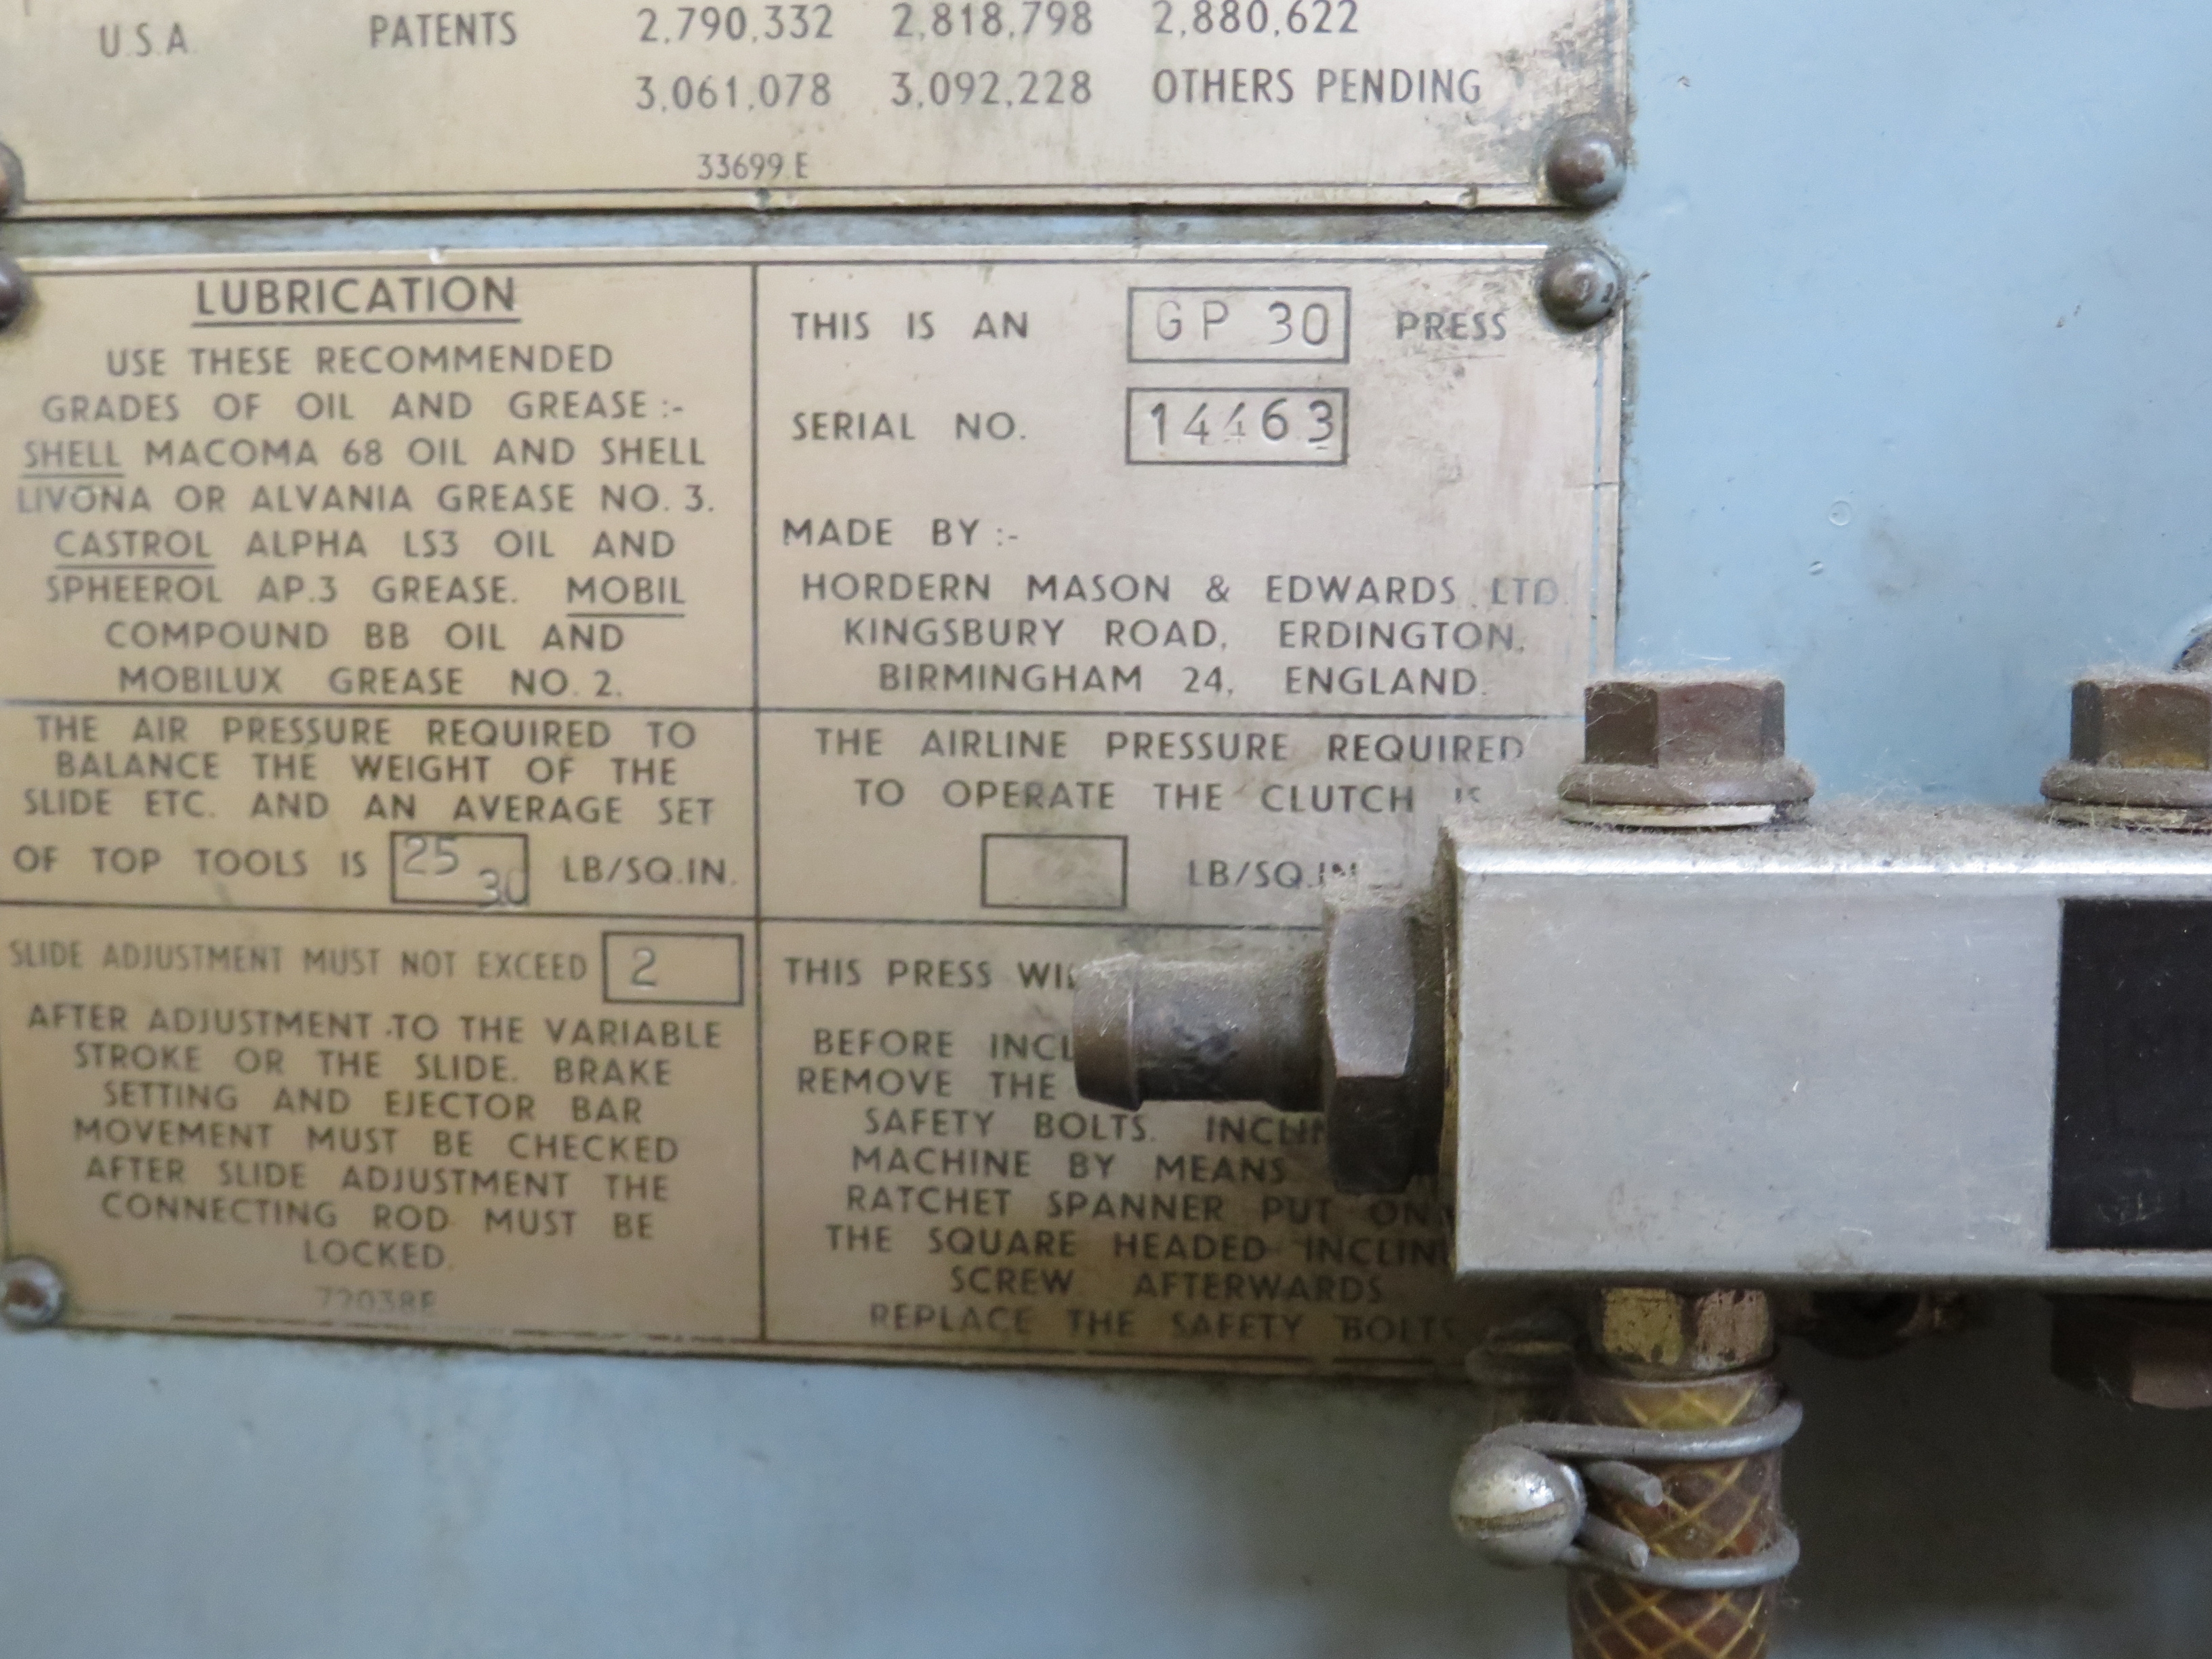 U.S.A. PATENTS 2,790,332 2,818,798 2,880,622
3,061,078 3,092,228 OTHERS PENDING
33699 E
LUBRICATION
USE THESE RECOMMENDED
GRADES OF OIL AND GREASE :-
SHELL MACOMA 68 OIL AND SHELL
LIVONA OR ALVANIA GREASE NO. 3.
CASTROL ALPHA LS3 OIL AND
SPHEEROL AP.3 GREASE. MOBIL
COMPOUND BB OIL AND
MOBILUX GREASE NO. 2.
THE AIR PRESSURE REQUIRED TO
BALANCE THE WEIGHT OF THE
SLIDE ETC. AND AN AVERAGE SET
OF TOP TOOLS IS 25 30 LB/SQ.IN.
SLIDE ADJUSTMENT MUST NOT EXCEED 2
AFTER ADJUSTMENT TO THE VARIABLE
STROKE OR THE SLIDE. BRAKE
SETTING AND EJECTOR BAR
MOVEMENT MUST BE CHECKED
AFTER SLIDE ADJUSTMENT THE
CONNECTING ROD MUST BE
LOCKED.
72038E
THIS IS AN GP 30 PRESS
SERIAL NO. 14463
MADE BY :-
HORDERN MASON & EDWARDS LTD.
KINGSBURY ROAD, ERDINGTON,
BIRMINGHAM 24, ENGLAND.
THE AIRLINE PRESSURE REQUIRED
TO OPERATE THE CLUTCH IS
LB/SQ.IN.
THIS PRESS
BEFORE
REMOVE THE
SAFETY BOLTS.
MACHINE BY MEANS
RATCHET SPANNER PUT ON
THE SQUARE HEADED
SCREW AFTERWARDS
REPLACE THE SAFETY BOLTS